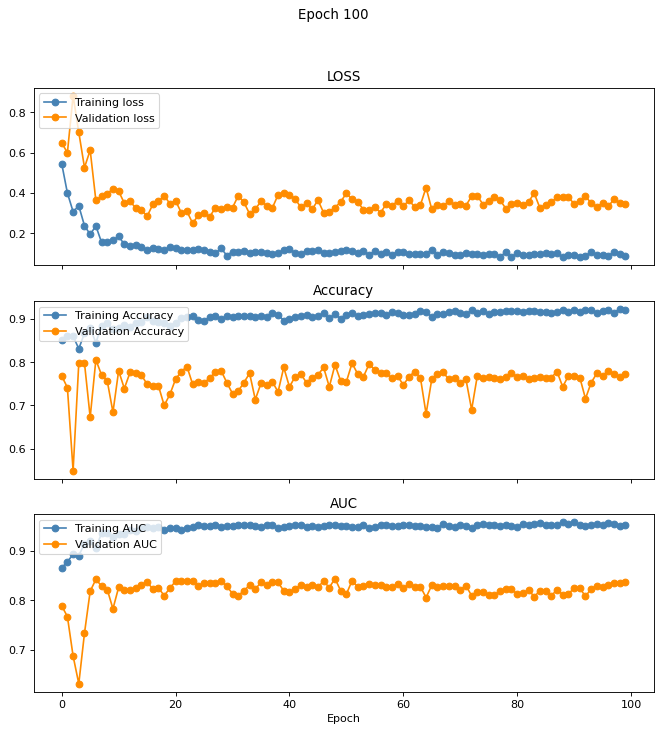 Epoch 100
LOSS
Training loss
Validation loss
0.8
0.6
0.4
0.2
Accuracy
Training Accuracy
Validation Accuracy
0.9
0.8
0.7
0.6
AUC
Training AUC
Validation AUC
0.9
0.8
0.7
0 20 40 60 80 100
Epoch